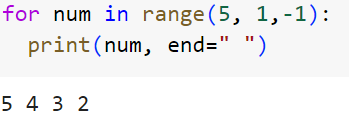 for num in range(5, 1,-1):
  print(num, end=" ")
5 4 3 2